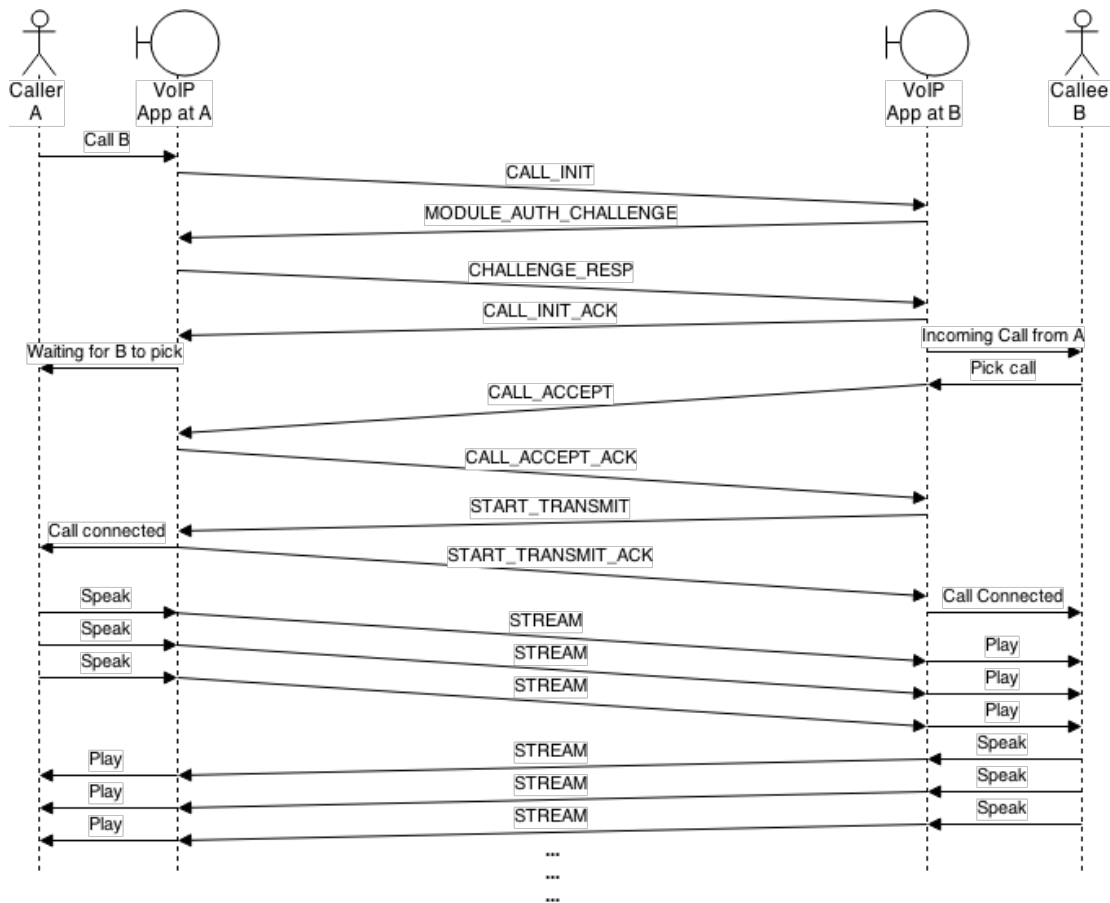 Caller
A
VoIP
App at A
VoIP
App at B
Callee
B
Call B
CALL_INIT
MODULE_AUTH_CHALLENGE
CHALLENGE_RESP
CALL_INIT_ACK
Incoming Call from A
Waiting for B to pick
Pick call
CALL_ACCEPT
CALL_ACCEPT_ACK
START_TRANSMIT
Call connected
START_TRANSMIT_ACK
Speak
Call Connected
STREAM
Speak
Play
STREAM
Speak
Play
STREAM
Play
Speak
STREAM
Play
Speak
STREAM
Play
Speak
STREAM
Play
...
...
...